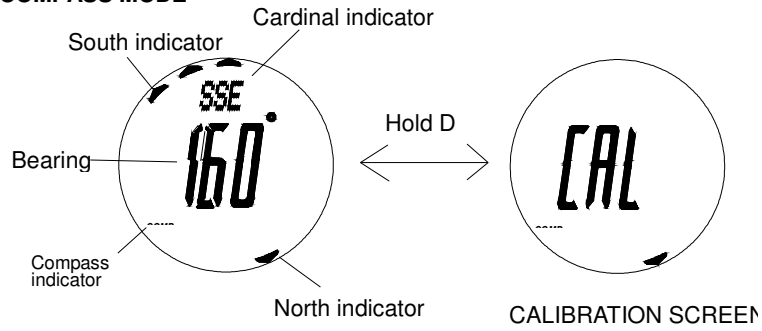 COMPASS MODE
Cardinal indicator
South indicator
SSE
160°
Bearing
Hold D
CAL
Compass
indicator
North indicator
CALIBRATION SCREEN